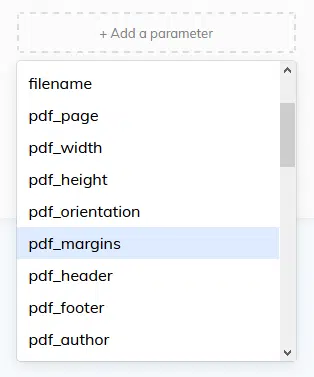 + Add a parameter
filename
pdf_page
pdf_width
pdf_height
pdf_orientation
pdf_margins
pdf_header
pdf_footer
pdf_author